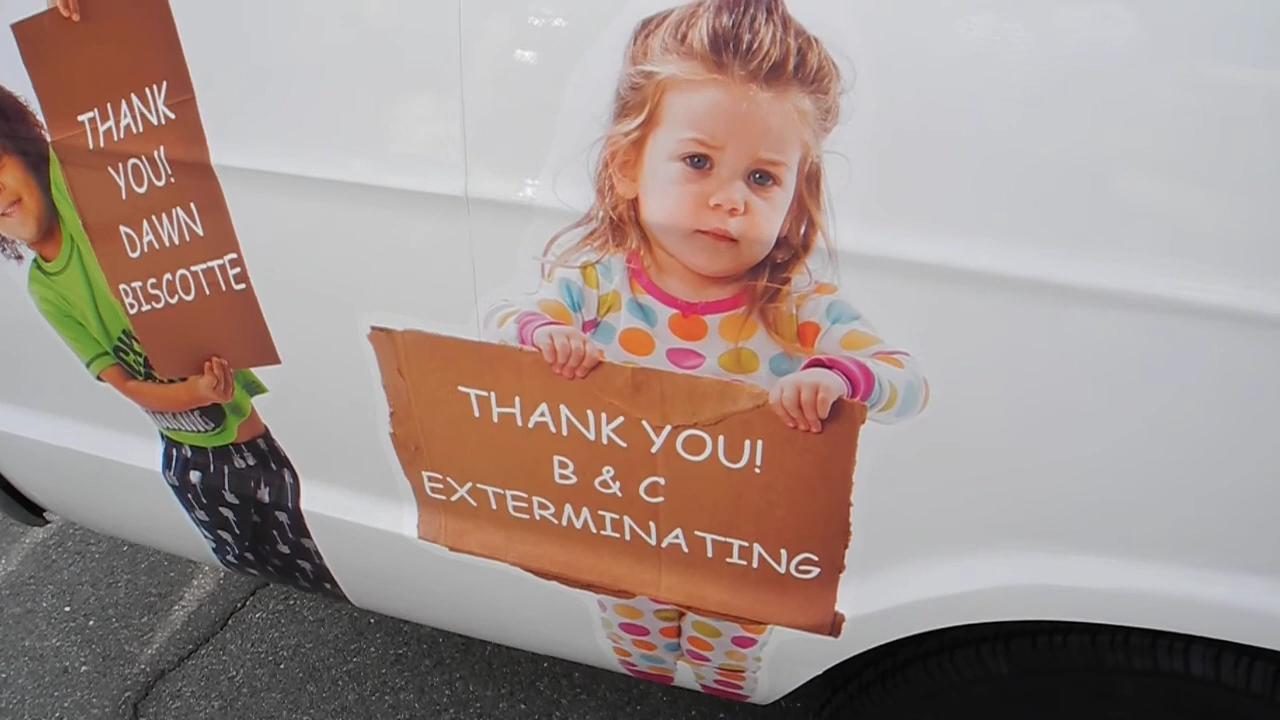 THANK
YOU!
DAWN
BISCOTTE
THANK YOU!
B & C
EXTERMINATING